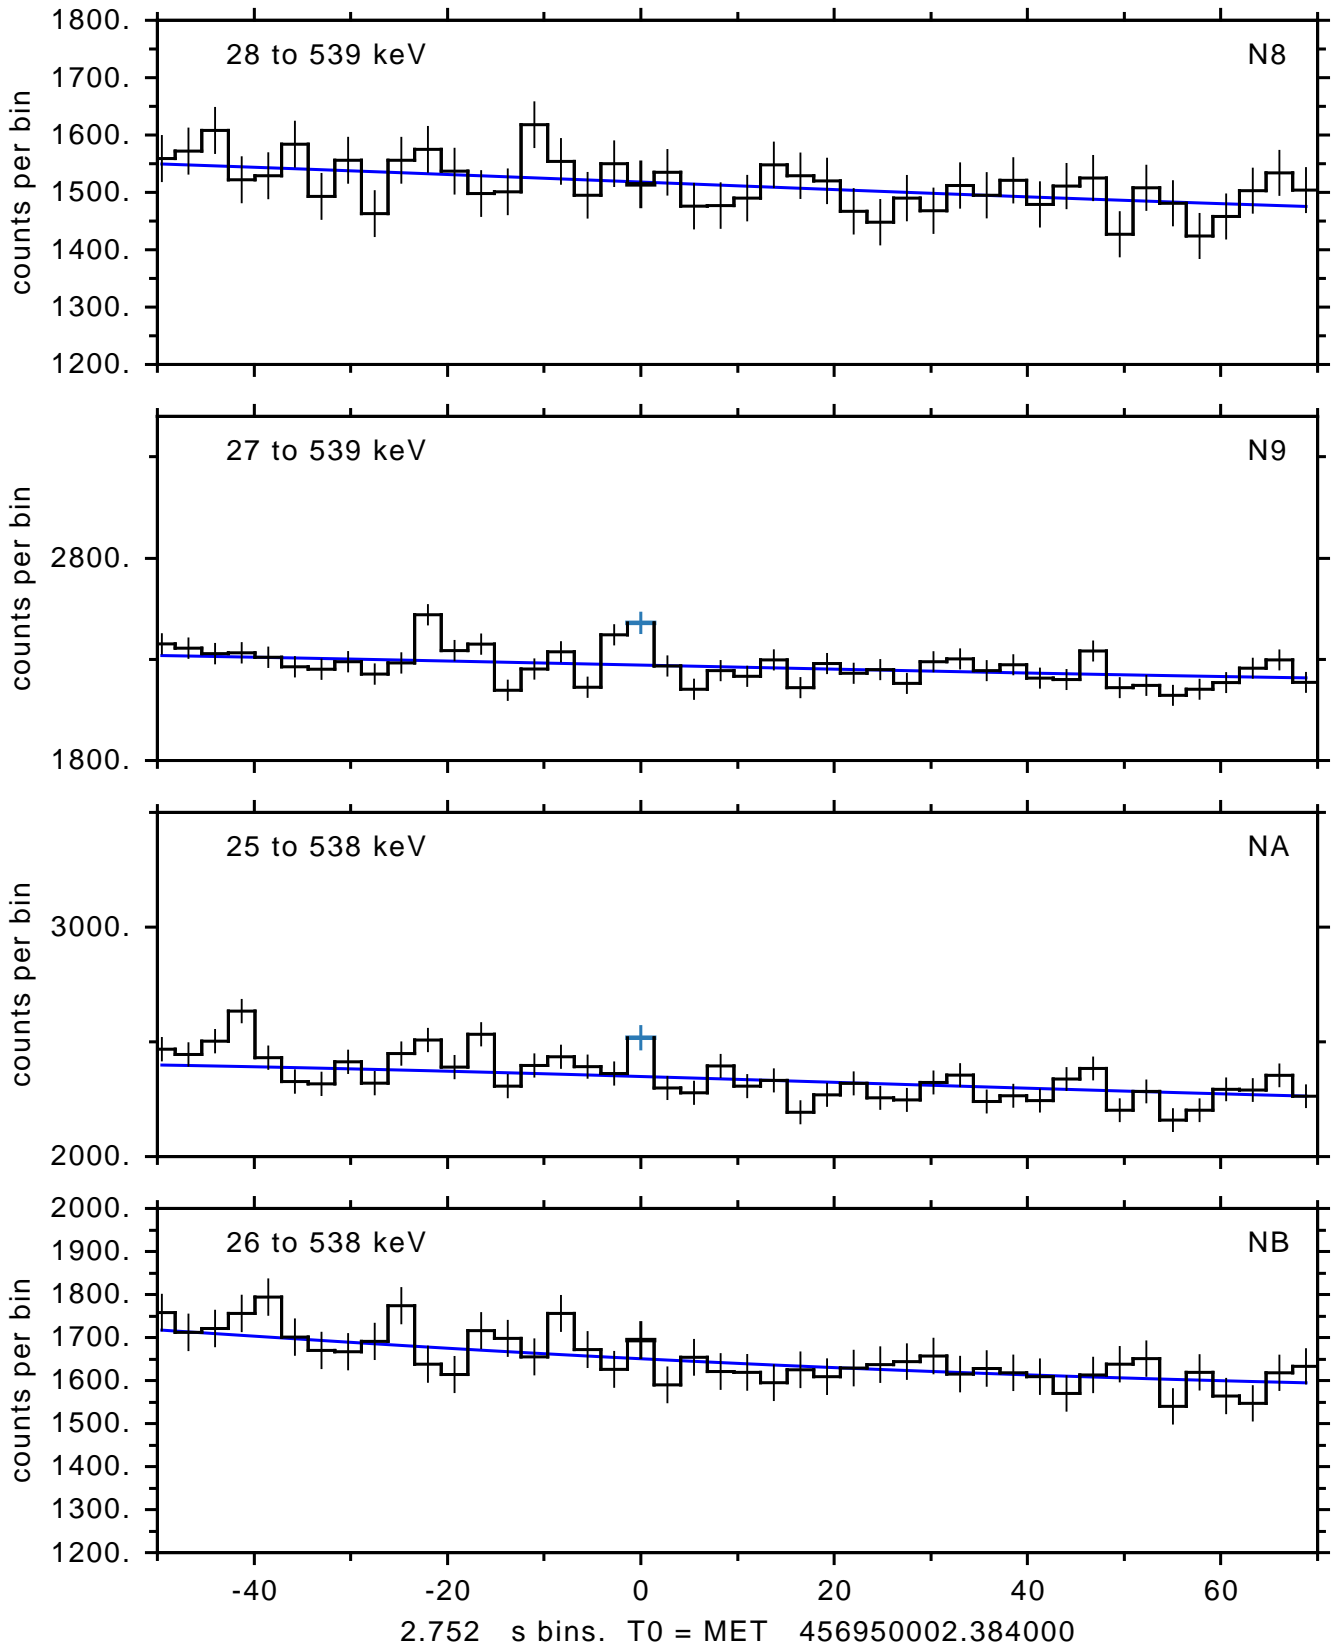 1800.
28 to 539 keV N8
1700.
1600.
1500.
1400.
1300.
1200.
counts per bin
27 to 539 keV N9
2800.
1800.
counts per bin
25 to 538 keV NA
3000.
2000.
counts per bin
2000.
26 to 538 keV NB
1900.
1800.
1700.
1600.
1500.
1400.
1300.
1200.
counts per bin
-40 -20 0 20 40 60
2.752 s bins. T0 = MET 456950002.384000